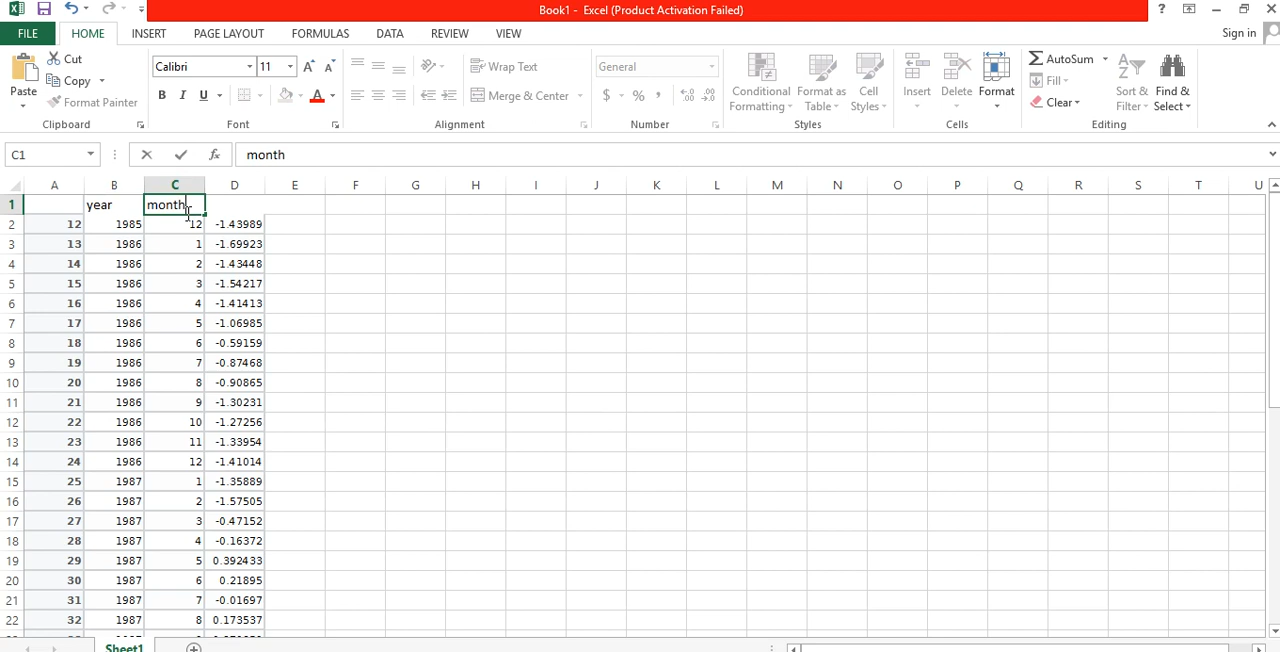 Book1 - Excel (Product Activation Failed)
?
FILE HOME INSERT PAGE LAYOUT FORMULAS DATA REVIEW VIEW Sign in
Paste Cut Copy Format Painter
Clipboard
Calibri 11 A A
B I U A
Font
Wrap Text
Merge & Center
Alignment
General
$ % , .0 .00 .00 .0
Number
Conditional Formatting Format as Table Cell Styles
Styles
Insert Delete Format
Cells
AutoSum Fill Clear Sort & Filter Find & Select
Editing
C1 fx month
A B C D E F G H I J K L M N O P Q R S T U
1 year month
2 12 1985 12 -1.43989
3 13 1986 1 -1.69923
4 14 1986 2 -1.43448
5 15 1986 3 -1.54217
6 16 1986 4 -1.41413
7 17 1986 5 -1.06985
8 18 1986 6 -0.59159
9 19 1986 7 -0.87468
10 20 1986 8 -0.90865
11 21 1986 9 -1.30231
12 22 1986 10 -1.27256
13 23 1986 11 -1.33954
14 24 1986 12 -1.41014
15 25 1987 1 -1.35889
16 26 1987 2 -1.57505
17 27 1987 3 -0.47152
18 28 1987 4 -0.16372
19 29 1987 5 0.392433
20 30 1987 6 0.21895
21 31 1987 7 -0.01697
22 32 1987 8 0.173537
Sheet1